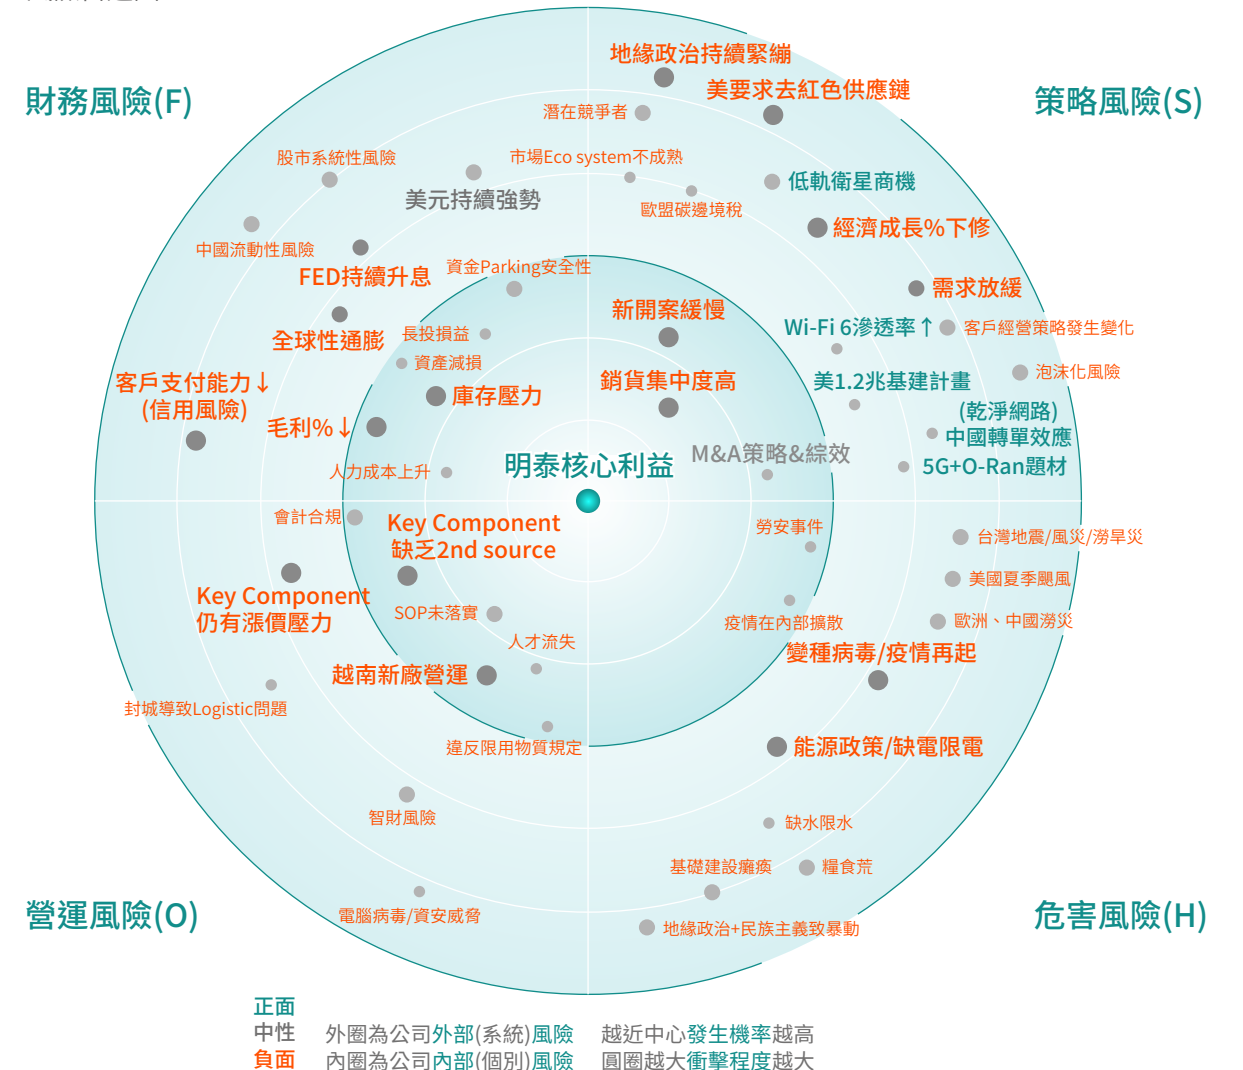 財務風險(F)
策略風險(S)
地緣政治持續緊繃
美要求去紅色供應鏈
潛在競爭者
市場Eco system不成熟
歐盟碳邊境稅
低軌衛星商機
經濟成長%下修
需求放緩
Wi-Fi 6滲透率↑
客戶經營策略發生變化
泡沫化風險
美1.2兆基建計畫
(乾淨網路)
中國轉單效應
5G+O-Ran題材
新開案緩慢
銷貨集中度高
M&A策略&綜效
股市系統性風險
美元持續強勢
中國流動性風險
FED持續升息
資金Parking安全性
全球性通膨
長投損益
資產減損
客戶支付能力↓
(信用風險)
庫存壓力
毛利%↓
人力成本上升
明泰核心利益
會計合規
Key Component
缺乏2nd source
Key Component
仍有漲價壓力
SOP未落實
人才流失
越南新廠營運
封城導致Logistic問題
違反限用物質規定
智財風險
電腦病毒/資安威脅
勞安事件
台灣地震/風災/澇旱災
美國夏季颶風
疫情在內部擴散
歐洲、中國澇災
變種病毒/疫情再起
能源政策/缺電限電
缺水限水
基礎建設癱瘓
糧食荒
地緣政治+民族主義致暴動
營運風險(O)
危害風險(H)
正面
中性
負面
外圈為公司外部(系統)風險
內圈為公司內部(個別)風險
越近中心發生機率越高
圓圈越大衝擊程度越大